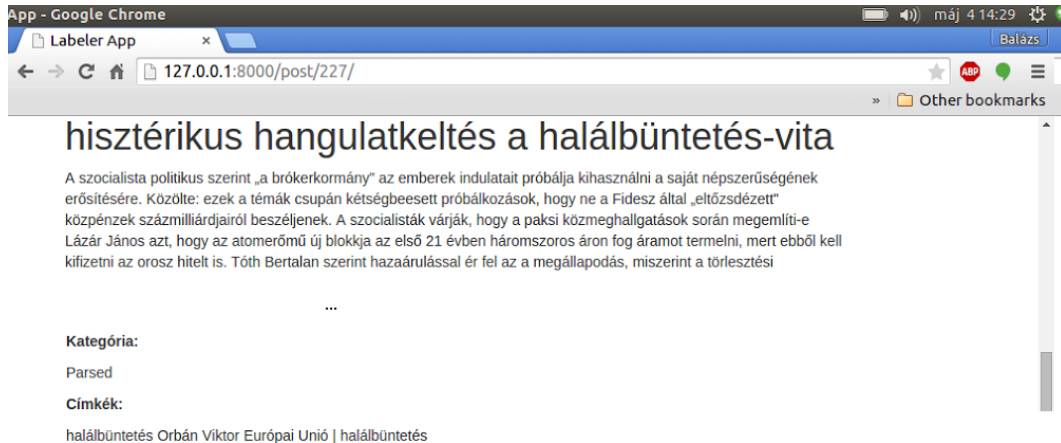 App - Google Chrome
máj 4 14:29
Labeler App ×
Balázs
127.0.0.1:8000/post/227/
ABP
» Other bookmarks
hisztérikus hangulatkeltés a halálbüntetés-vita
A szocialista politikus szerint „a brókerkormány" az emberek indulatait próbálja kihasználni a saját népszerűségének
erősítésére. Közölte: ezek a témák csupán kétségbeesett próbálkozások, hogy ne a Fidesz által „eltőzsdézett"
közpénzek százmilliárdjairól beszéljenek. A szocialisták várják, hogy a paksi közmeghallgatások során megemlíti-e
Lázár János azt, hogy az atomerőmű új blokkja az első 21 évben háromszoros áron fog áramot termelni, mert ebből kell
kifizetni az orosz hitelt is. Tóth Bertalan szerint hazaárulással ér fel az a megállapodás, miszerint a törlesztési
...
Kategória:
Parsed
Címkék:
halálbüntetés Orbán Viktor Európai Unió | halálbüntetés